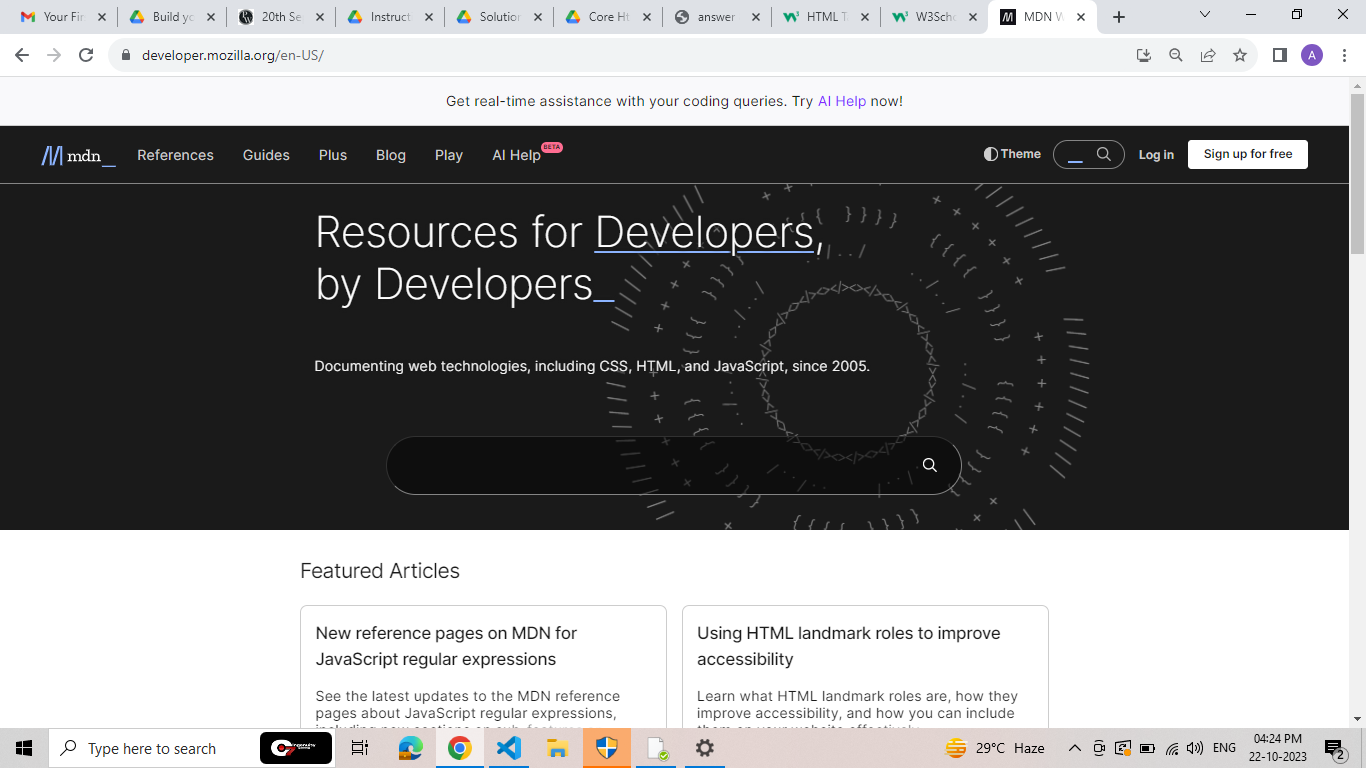 Your Fin
Build yo
20th Se
Instruct
Solution
Core Ht
answer
HTML Ta
W3Scho
MDN W
developer.mozilla.org/en-US/
A
Get real-time assistance with your coding queries. Try AI Help now!
mdn_
References
Guides
Plus
Blog
Play
AI Help
BETA
Theme
Log in
Sign up for free
Resources for Developers,
by Developers_
Documenting web technologies, including CSS, HTML, and JavaScript, since 2005.
Featured Articles
New reference pages on MDN for
JavaScript regular expressions
See the latest updates to the MDN reference
pages about JavaScript regular expressions,
Using HTML landmark roles to improve
accessibility
Learn what HTML landmark roles are, how they
improve accessibility, and how you can include
Type here to search
29°C Haze
ENG
04:24 PM
22-10-2023
2